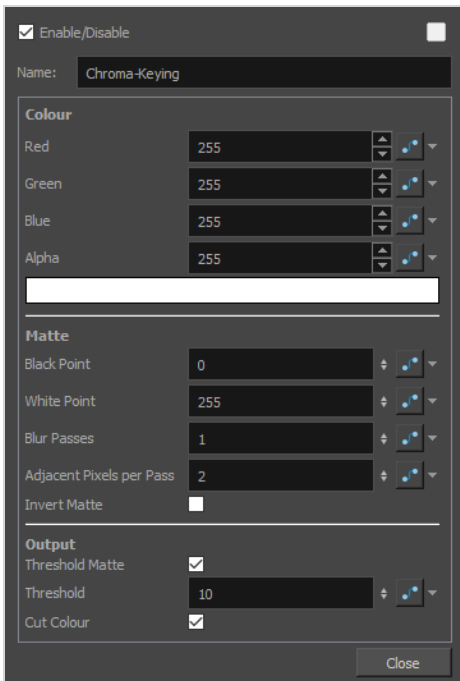 Enable/Disable
Name: Chroma-Keying
Colour
Red 255
Green 255
Blue 255
Alpha 255
Matte
Black Point 0
White Point 255
Blur Passes 1
Adjacent Pixels per Pass 2
Invert Matte
Output
Threshold Matte
Threshold 10
Cut Colour
Close